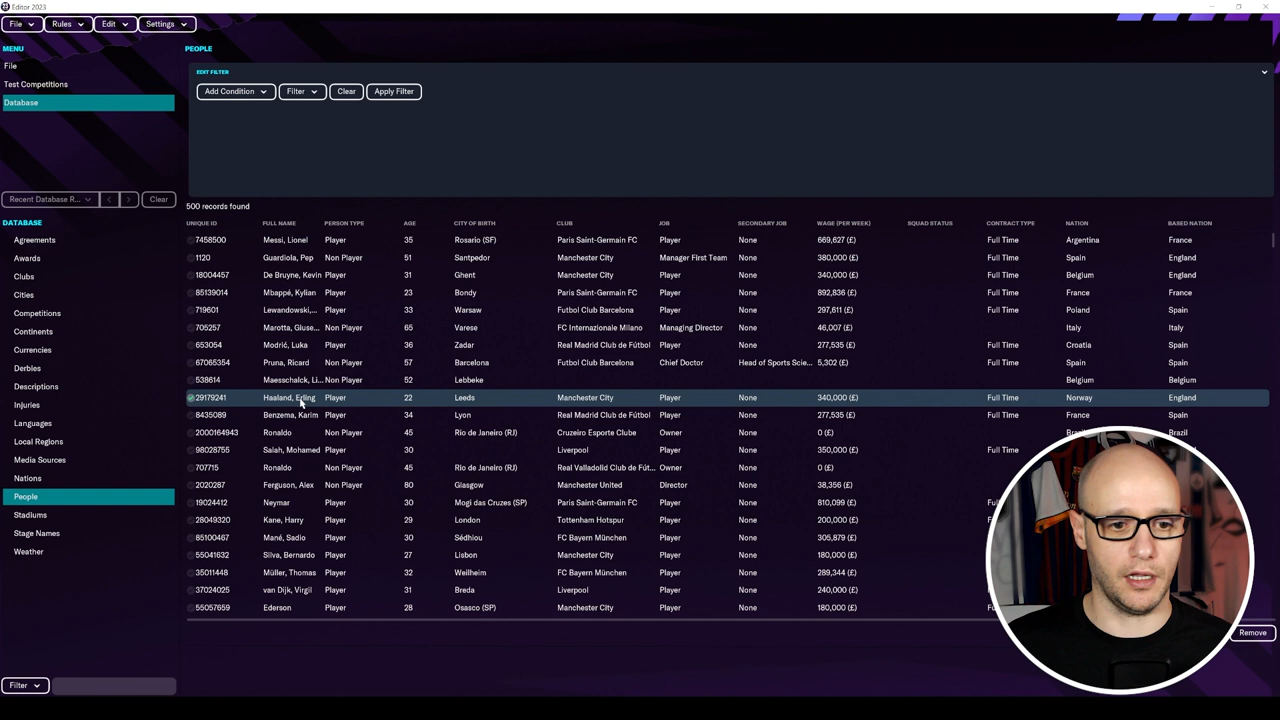 Editor 2023
File Rules Edit Settings
MENU
File
Test Competitions
Database
Recent Database R... < > Clear
DATABASE
Agreements
Awards
Clubs
Cities
Competitions
Continents
Currencies
Derbies
Descriptions
Injuries
Languages
Local Regions
Media Sources
Nations
People
Stadiums
Stage Names
Weather
Filter
PEOPLE
EDIT FILTER
Add Condition Filter Clear Apply Filter
500 records found
UNIQUE ID FULL NAME PERSON TYPE AGE CITY OF BIRTH CLUB JOB SECONDARY JOB WAGE (PER WEEK) SQUAD STATUS CONTRACT TYPE NATION BASED NATION
7458500 Messi, Lionel Player 35 Rosario (SF) Paris Saint-Germain FC Player None 669,627 (£) Full Time Argentina France
1120 Guardiola, Pep Non Player 51 Santpedor Manchester City Manager First Team None 380,000 (£) Full Time Spain England
18004457 De Bruyne, Kevin Player 31 Ghent Manchester City Player None 340,000 (£) Full Time Belgium England
85139014 Mbappé, Kylian Player 23 Bondy Paris Saint-Germain FC Player None 892,836 (£) Full Time France France
719601 Lewandowski,... Player 33 Warsaw Futbol Club Barcelona Player None 297,611 (£) Full Time Poland Spain
705257 Marotta, Giuse... Non Player 65 Varese FC Internazionale Milano Managing Director None 46,007 (£) Italy Italy
653054 Modrić, Luka Player 36 Zadar Real Madrid Club de Fútbol Player None 277,535 (£) Full Time Croatia Spain
67065354 Pruna, Ricard Non Player 57 Barcelona Futbol Club Barcelona Chief Doctor Head of Sports Scie... 5,302 (£) Full Time Spain Spain
538614 Maesschalck, Li... Non Player 52 Lebbeke Belgium Belgium
29179241 Haaland, Erling Player 22 Leeds Manchester City Player None 340,000 (£) Full Time Norway England
8435089 Benzema, Karim Player 34 Lyon Real Madrid Club de Fútbol Player None 277,535 (£) Full Time France Spain
2000164943 Ronaldo Non Player 45 Rio de Janeiro (RJ) Cruzeiro Esporte Clube Owner None 0 (£) Brazil
98028755 Salah, Mohamed Player 30 Liverpool Player None 350,000 (£) Full Time
707715 Ronaldo Non Player 45 Rio de Janeiro (RJ) Real Valladolid Club de Fút... Owner None 0 (£)
2020287 Ferguson, Alex Non Player 80 Glasgow Manchester United Director None 38,356 (£)
19024412 Neymar Player 30 Mogi das Cruzes (SP) Paris Saint-Germain FC Player None 810,099 (£)
28049320 Kane, Harry Player 29 London Tottenham Hotspur Player None 200,000 (£)
85100467 Mané, Sadio Player 30 Sédhiou FC Bayern München Player None 305,879 (£)
55041632 Silva, Bernardo Player 27 Lisbon Manchester City Player None 180,000 (£)
35011448 Müller, Thomas Player 32 Weilheim FC Bayern München Player None 289,344 (£)
37024025 van Dijk, Virgil Player 31 Breda Liverpool Player None 240,000 (£)
55057659 Ederson Player 28 Osasco (SP) Manchester City Player None 180,000 (£)
Remove